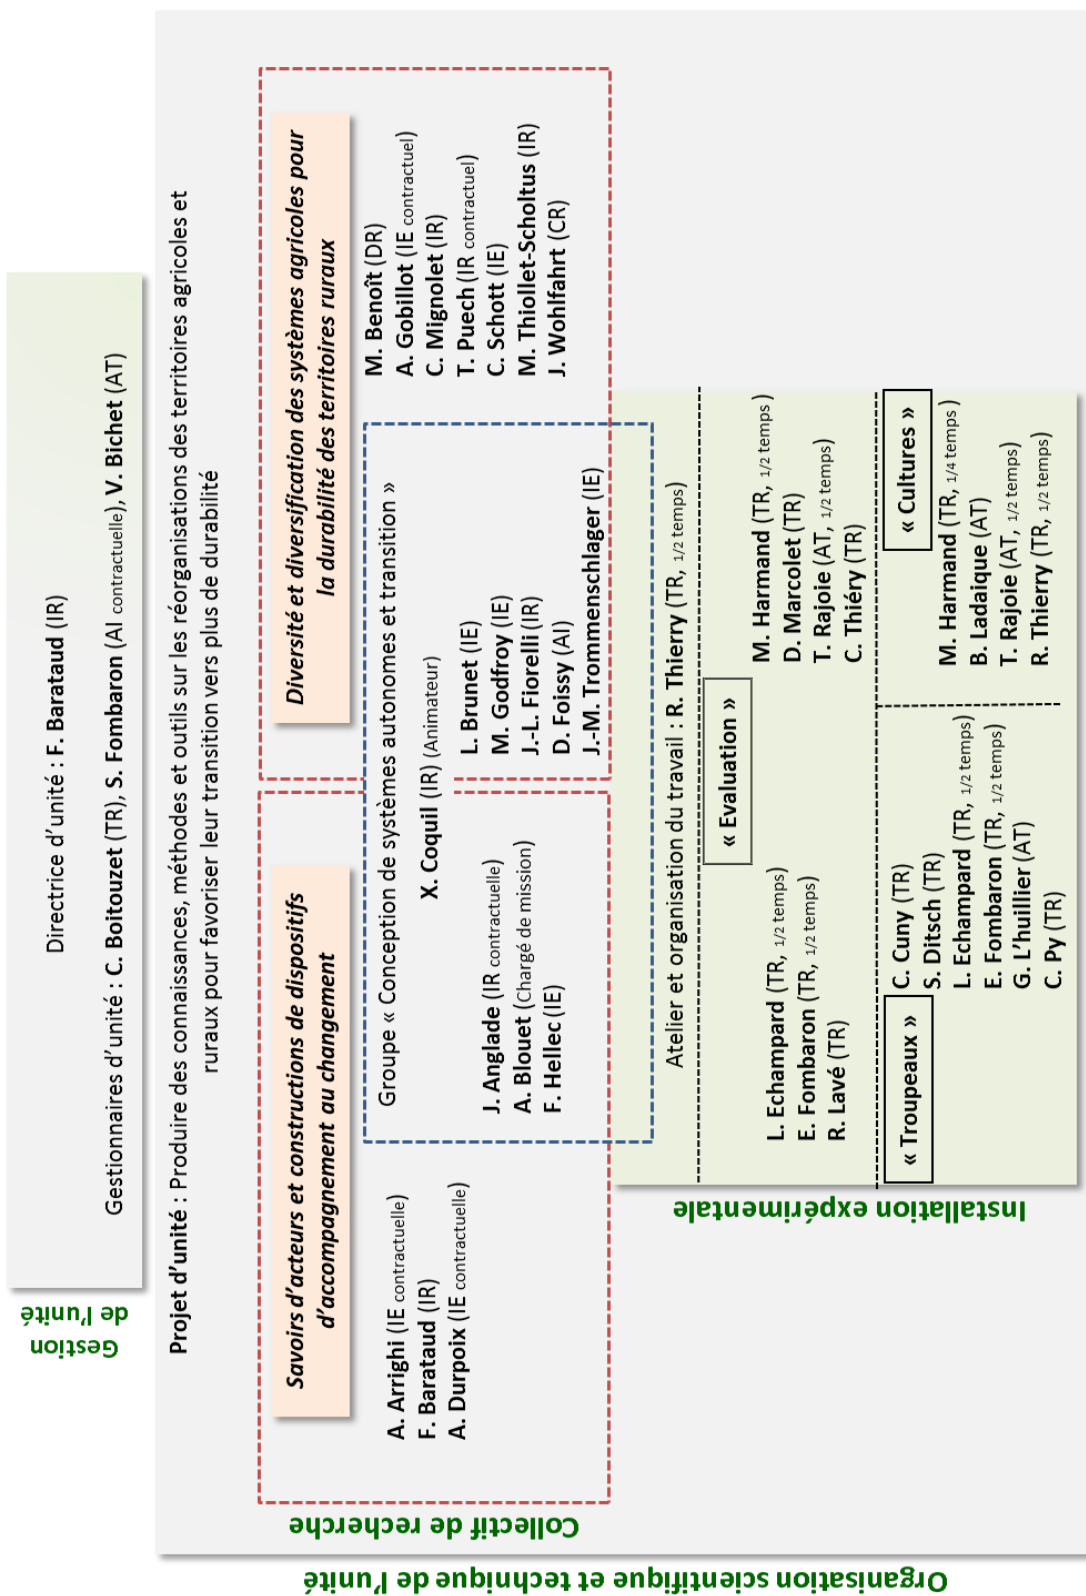 Gestion
de l’unité
Directrice d’unité : F. Barataud (IR)
Gestionnaires d’unité : C. Boitouzet (TR), S. Fombaron (AI contractuelle), V. Bichet (AT)
Organisation scientifique et technique de l’unité
Projet d’unité : Produire des connaissances, méthodes et outils sur les réorganisations des territoires agricoles et
ruraux pour favoriser leur transition vers plus de durabilité
Collectif de recherche
Savoirs d’acteurs et constructions de dispositifs
d’accompagnement au changement
A. Arrighi (IE contractuelle)
F. Barataud (IR)
A. Durpoix (IE contractuelle)
Diversité et diversification des systèmes agricoles pour
la durabilité des territoires ruraux
M. Benoît (DR)
A. Gobillot (IE contractuel)
C. Mignolet (IR)
T. Puech (IR contractuel)
C. Schott (IE)
M. Thiollet-Scholtus (IR)
J. Wohlfahrt (CR)
Groupe « Conception de systèmes autonomes et transition »
X. Coquil (IR) (Animateur)
J. Anglade (IR contractuelle)
A. Blouet (Chargé de mission)
F. Hellec (IE)
L. Brunet (IE)
M. Godfroy (IE)
J.-L. Fiorelli (IR)
D. Foissy (AI)
J.-M. Trommenschlager (IE)
Installation expérimentale
Atelier et organisation du travail : R. Thierry (TR, 1/2 temps)
« Evaluation »
L. Echampard (TR, 1/2 temps)
E. Fombaron (TR, 1/2 temps)
R. Lavé (TR)
M. Harmand (TR, 1/2 temps )
D. Marcolet (TR)
T. Rajoie (AT, 1/2 temps)
C. Thiéry (TR)
« Troupeaux »
C. Cuny (TR)
S. Ditsch (TR)
L. Echampard (TR, 1/2 temps)
E. Fombaron (TR, 1/2 temps)
G. L’huillier (AT)
C. Py (TR)
« Cultures »
M. Harmand (TR, 1/4 temps )
B. Ladaique (AT)
T. Rajoie (AT, 1/2 temps)
R. Thierry (TR, 1/2 temps)